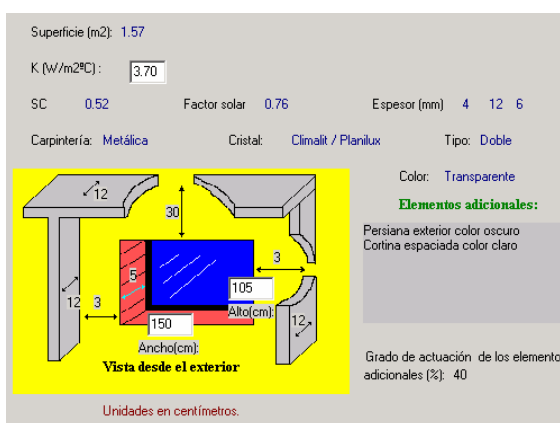 Superficie (m2): 1.57
K (W/m2ºC) : 3.70
SC 0.52 Factor solar 0.76 Espesor (mm) 4 12 6
Carpintería: Metálica Cristal: Climalit / Planilux Tipo: Doble
Color: Transparente
Elementos adicionales:
Persiana exterior color oscuro
Cortina espaciada color claro
12
30
3
5
105
Alto(cm):
12
3
150
12
Ancho(cm):
Vista desde el exterior
Grado de actuación de los elemento
adicionales (%): 40
Unidades en centímetros.